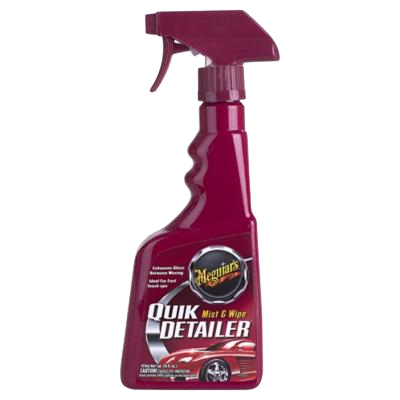 Enhances Gloss
Between Waxing
Ideal For Fast
Touch ups
Meguiar's
Mist & Wipe
QUIK
DETAILER